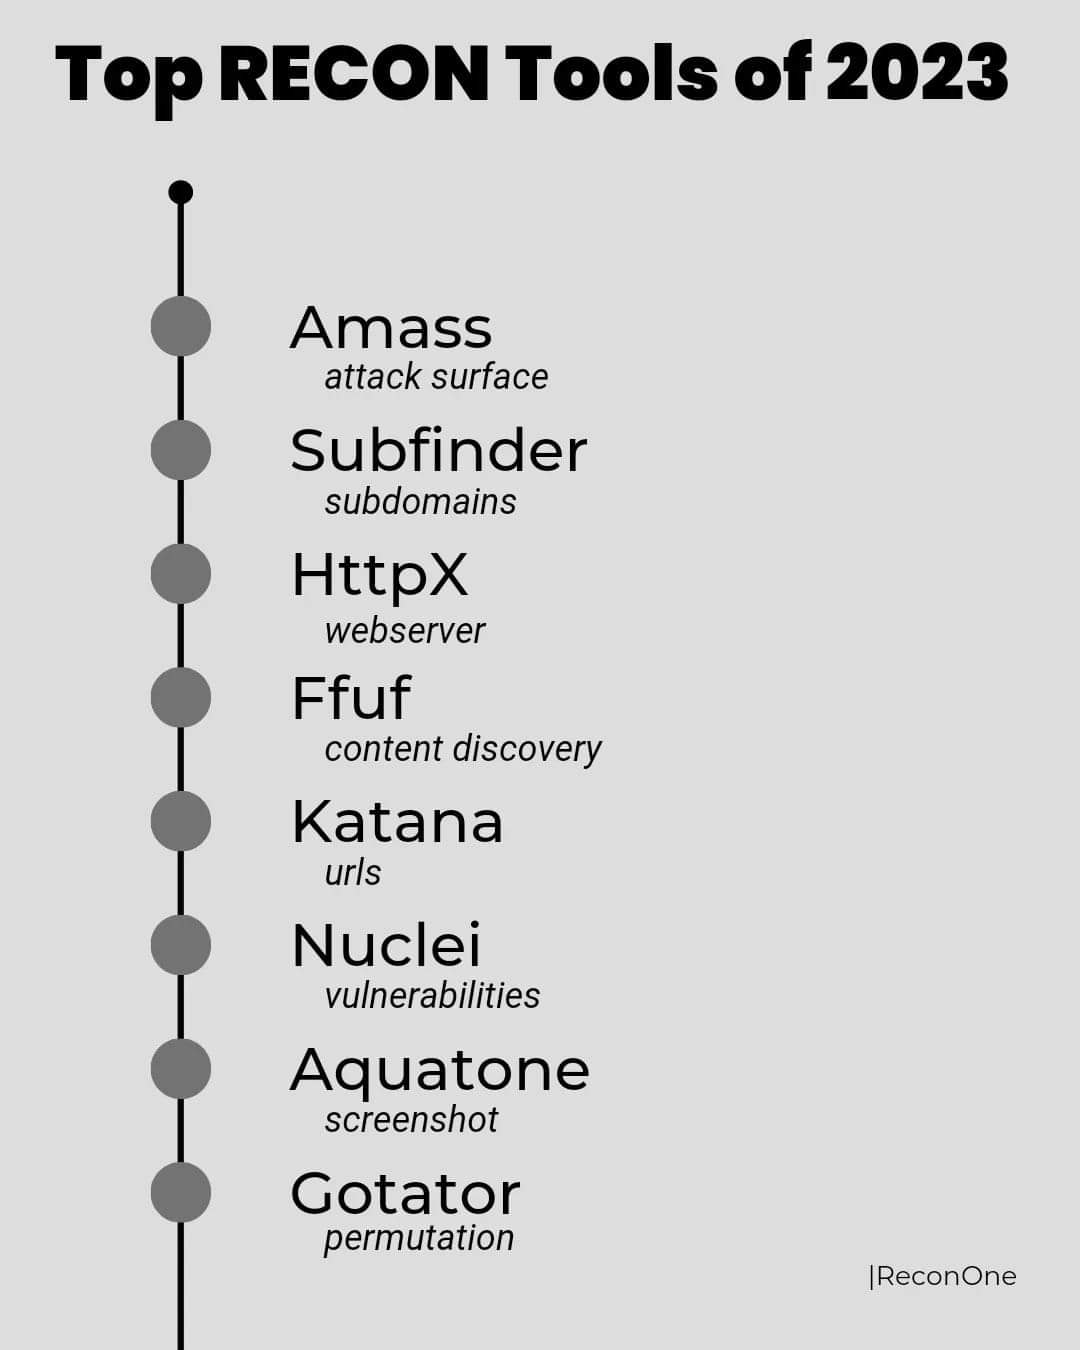 Top RECON Tools of 2023
Amass
attack surface
Subfinder
subdomains
HttpX
webserver
Ffuf
content discovery
Katana
urls
Nuclei
vulnerabilities
Aquatone
screenshot
Gotator
permutation
|ReconOne